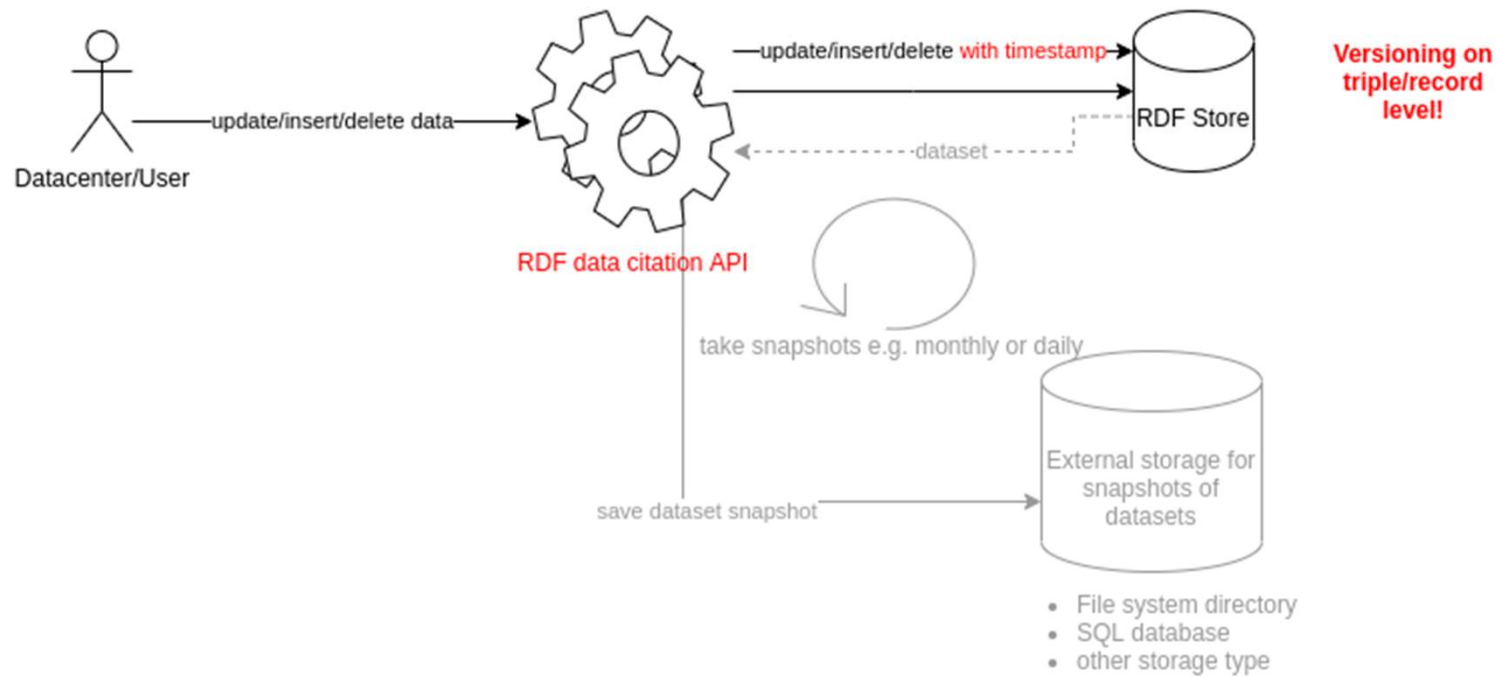 update/insert/delete with timestamp
Versioning on
triple/record
level!
update/insert/delete data
RDF Store
dataset
Datacenter/User
RDF data citation API
take snapshots e.g. monthly or daily
External storage for
snapshots of
datasets
save dataset snapshot
• File system directory
• SQL database
• other storage type